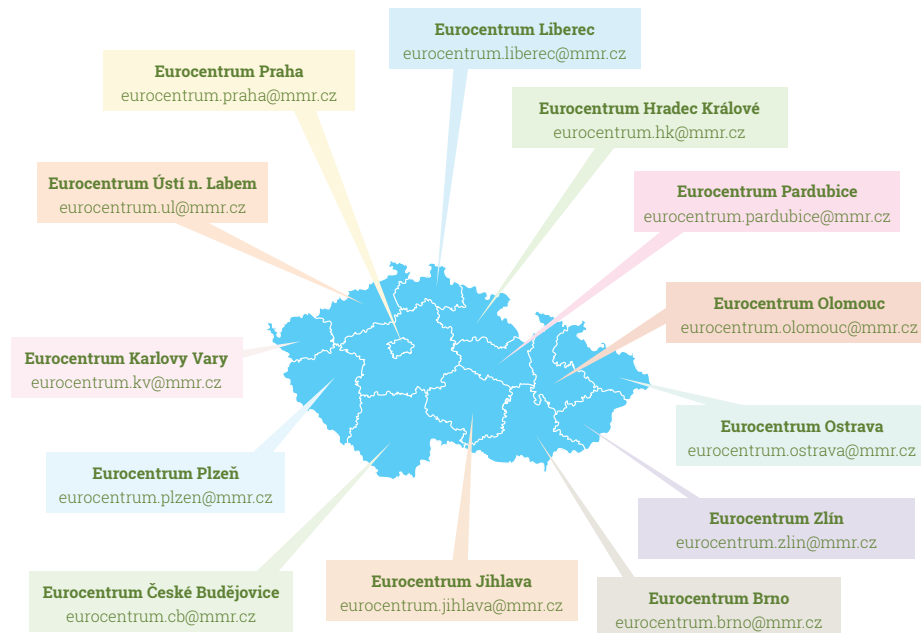 Eurocentrum Liberec
eurocentrum.liberec@mmr.cz
Eurocentrum Praha
eurocentrum.praha@mmr.cz
Eurocentrum Hradec Králové
eurocentrum.hk@mmr.cz
Eurocentrum Ústí n. Labem
eurocentrum.ul@mmr.cz
Eurocentrum Pardubice
eurocentrum.pardubice@mmr.cz
Eurocentrum Olomouc
eurocentrum.olomouc@mmr.cz
Eurocentrum Karlovy Vary
eurocentrum.kv@mmr.cz
Eurocentrum Ostrava
eurocentrum.ostrava@mmr.cz
Eurocentrum Plzeň
eurocentrum.plzen@mmr.cz
Eurocentrum Zlín
eurocentrum.zlin@mmr.cz
Eurocentrum České Budějovice
eurocentrum.cb@mmr.cz
Eurocentrum Jihlava
eurocentrum.jihlava@mmr.cz
Eurocentrum Brno
eurocentrum.brno@mmr.cz